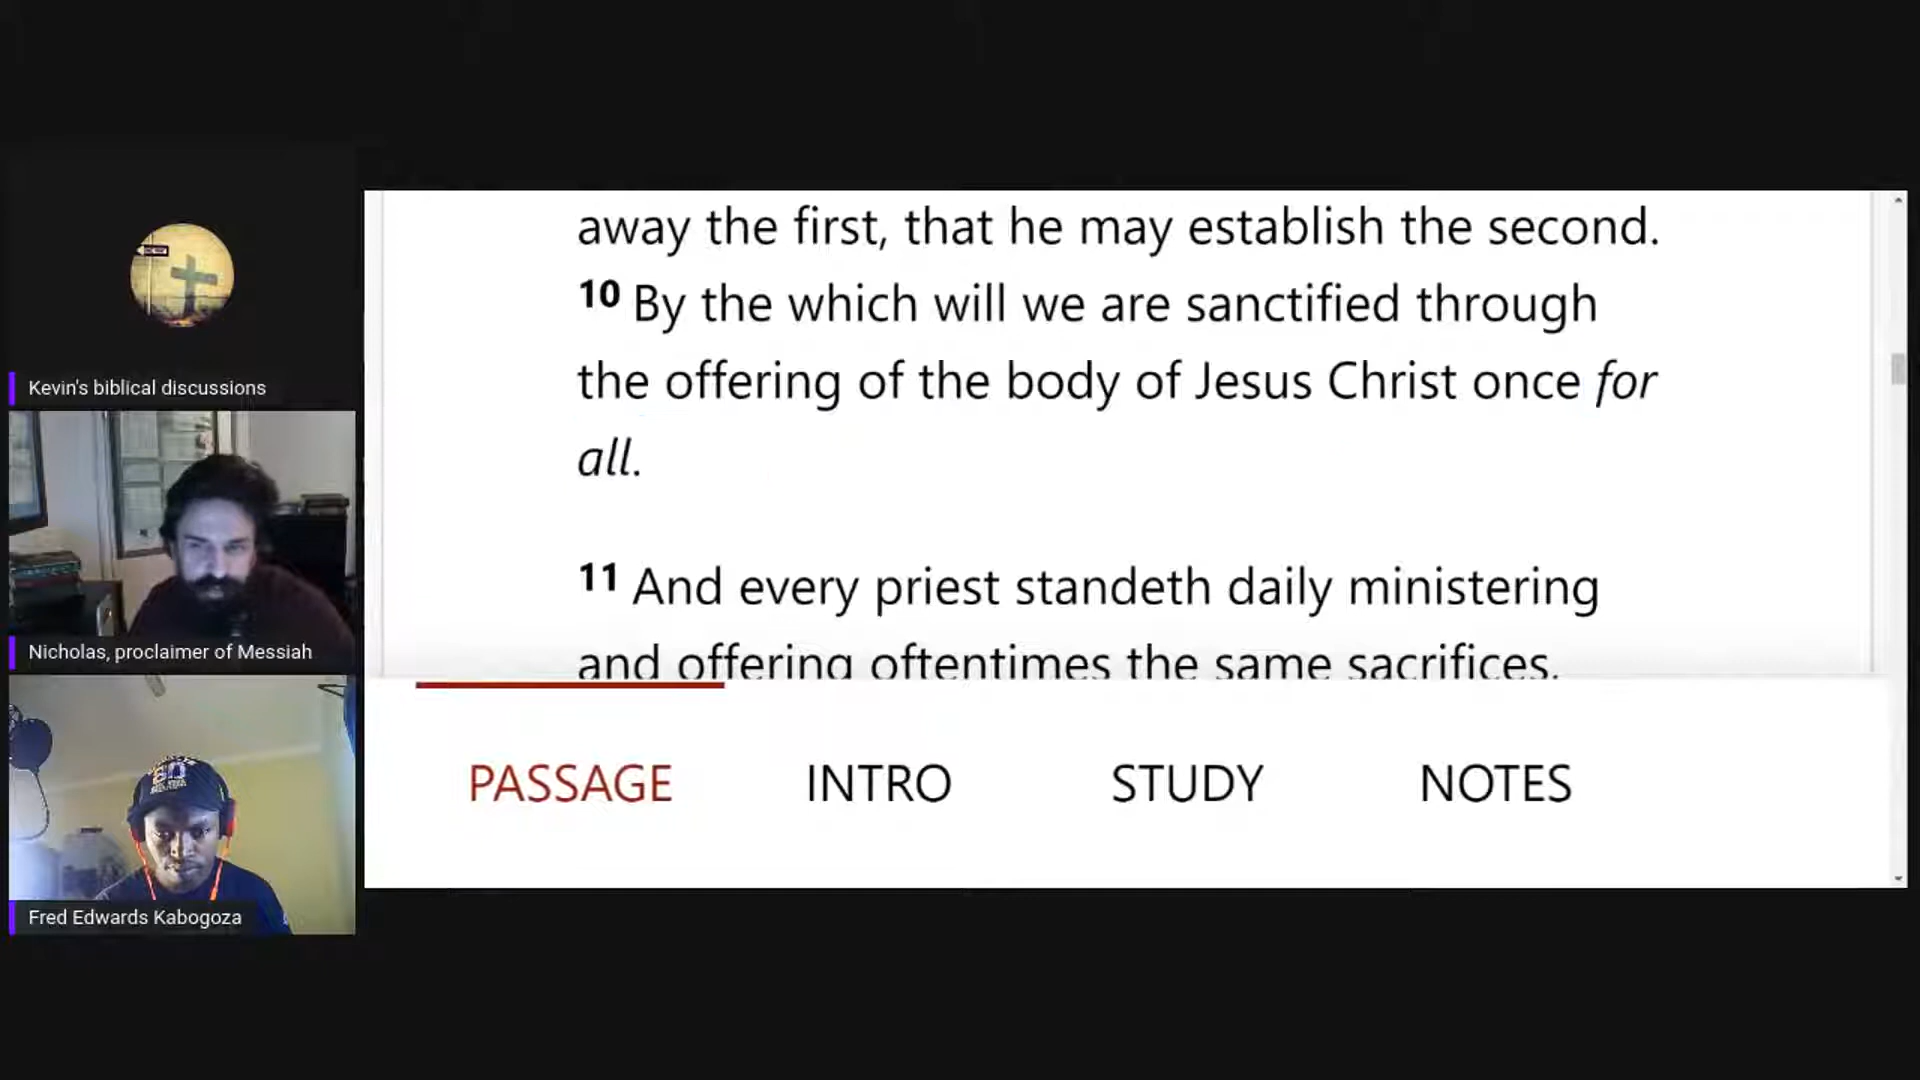 Kevin's biblical discussions
Nicholas, proclaimer of Messiah
Fred Edwards Kabogoza
away the first, that he may establish the second.
10 By the which will we are sanctified through
the offering of the body of Jesus Christ once for
all.
11 And every priest standeth daily ministering
and offering oftentimes the same sacrifices,
PASSAGE INTRO STUDY NOTES